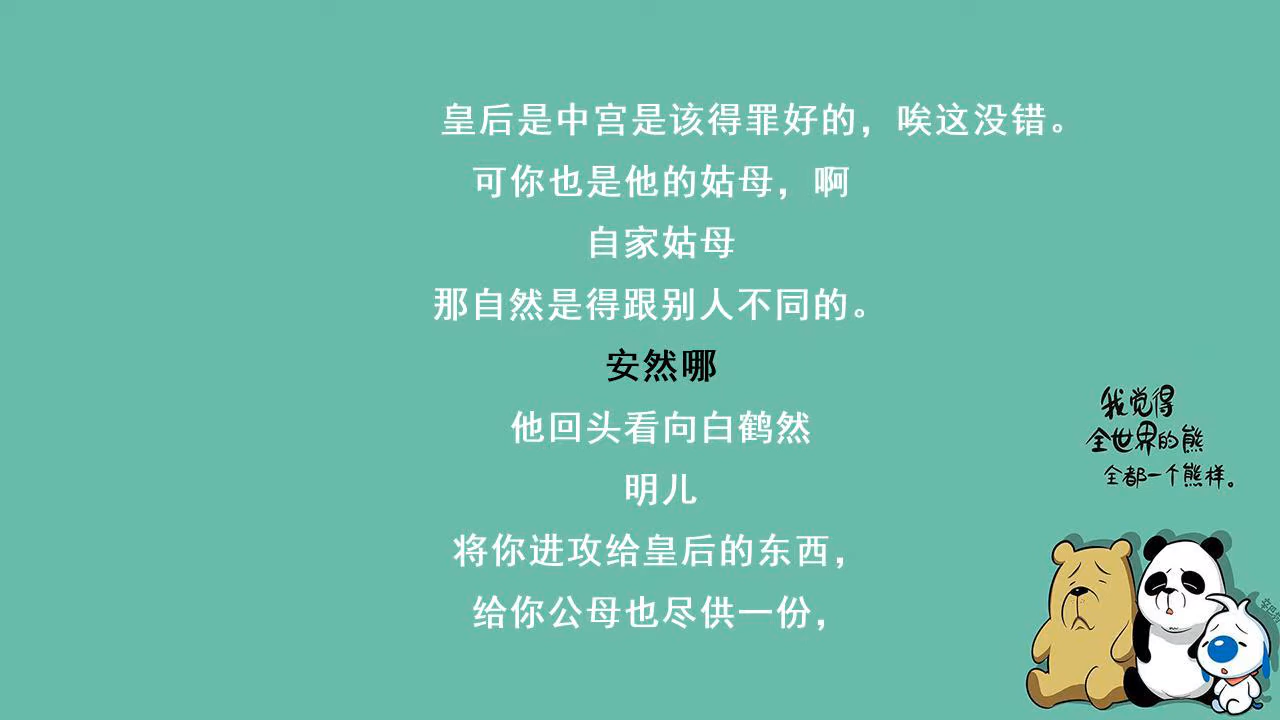 皇后是中宫是该得罪好的，唉这没错。
可你也是他的姑母，啊
自家姑母
那自然是得跟别人不同的。
安然哪
他回头看向白鹤然
明儿
将你进攻给皇后的东西，
给你公母也尽供一份，
我觉得
全世界的熊
全都一个熊样。